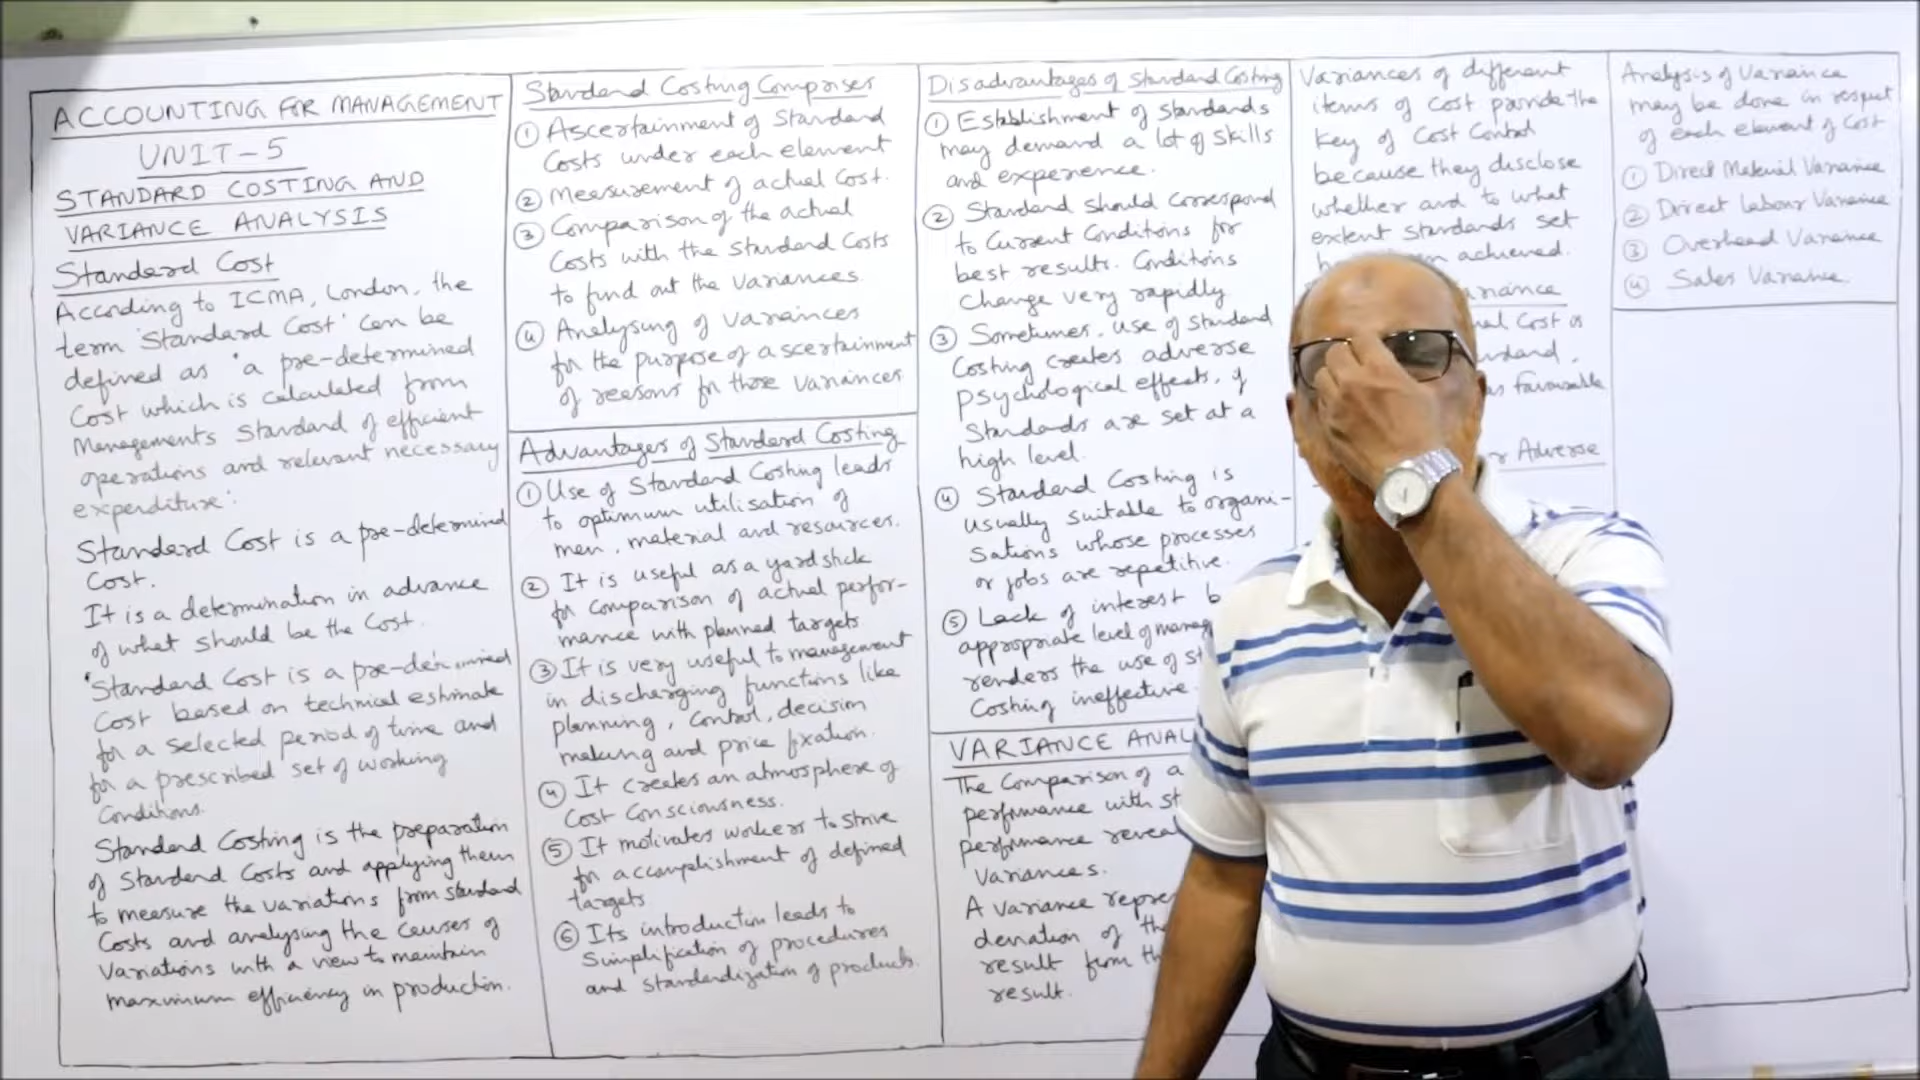 ACCOUNTING FOR MANAGEMENT
UNIT-5
STANDARD COSTING AND
VARIANCE ANALYSIS
Standard Cost
According to ICMA, London, the
term 'Standard Cost' can be
defined as "a pre-determined
Cost which is calculated from
Managements Standard of efficient
operations and relevant necessary
expenditure".
Standard Cost is a pre-determined
Cost.
It is a determination in advance
of what should be the Cost.
"Standard Cost is a pre-determined
Cost based on technical estimate
for a selected period of time and
for a prescribed set of working
Conditions.
Standard Costing is the preparation
of Standard Costs and applying them
to measure the variations from standard
Costs and analysing the Causes of
Variations with a view to maintain
maximum efficiency in production.
Standard Costing Comprises
① Ascertainment of Standard
Costs under each element
② Measurement of actual Cost.
③ Comparison of the actual
Costs with the Standard Costs
to find out the Variances.
④ Analysing of Variances
for the purpose of ascertainment
of reasons for those Variances
Advantages of Standard Costing
① Use of Standard Costing leads
to optimum utilisation of
men, material and resources.
② It is useful as a yard stick
for Comparison of actual perfor-
mance with planned targets
③ It is very useful to management
in discharging functions like
planning, Control, decision
making and price fixation.
④ It creates an atmosphere of
Cost Consciousness.
⑤ It motivates workers to strive
for accomplishment of defined
targets
⑥ Its introduction leads to
Simplification of procedures
and standardization of products.
Disadvantages of Standard Costing
① Establishment of Standards
may demand a lot of Skills
and experience.
② Standard Should Correspond
to Current Conditions for
best results. Conditions
Change very rapidly
③ Sometimes, use of Standard
Costing creates adverse
psychological effects, if
Standards are set at a
high level.
④ Standard Costing is
usually suitable to organi-
sations whose processes
or jobs are repetitive.
⑤ Lack of interest b
appropriate level of manag
renders the use of St
Costing ineffective.
VARIANCE ANAL
The Comparison of a
performance with St
performance revea
Variances.
A variance repre
deviation of th
result from th
result.
Variances of different
items of Cost provide the
Key of Cost Control
because they disclose
whether and to what
extent Standards set
achieved.
ariance
Cost is
as favourable
r Adverse
Analysis of Variance
may be done in respect
of each element of Cost
① Direct Material Variance
② Direct Labour Variance
③ Overhead Variance
④ Sales Variance.